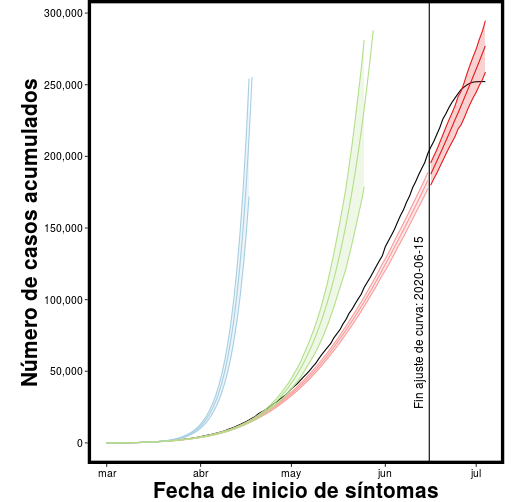 Número de casos acumulados
300,000
250,000
200,000
150,000
100,000
50,000
0
Fin ajuste de curva: 2020-06-15
mar abr may jun jul
Fecha de inicio de síntomas